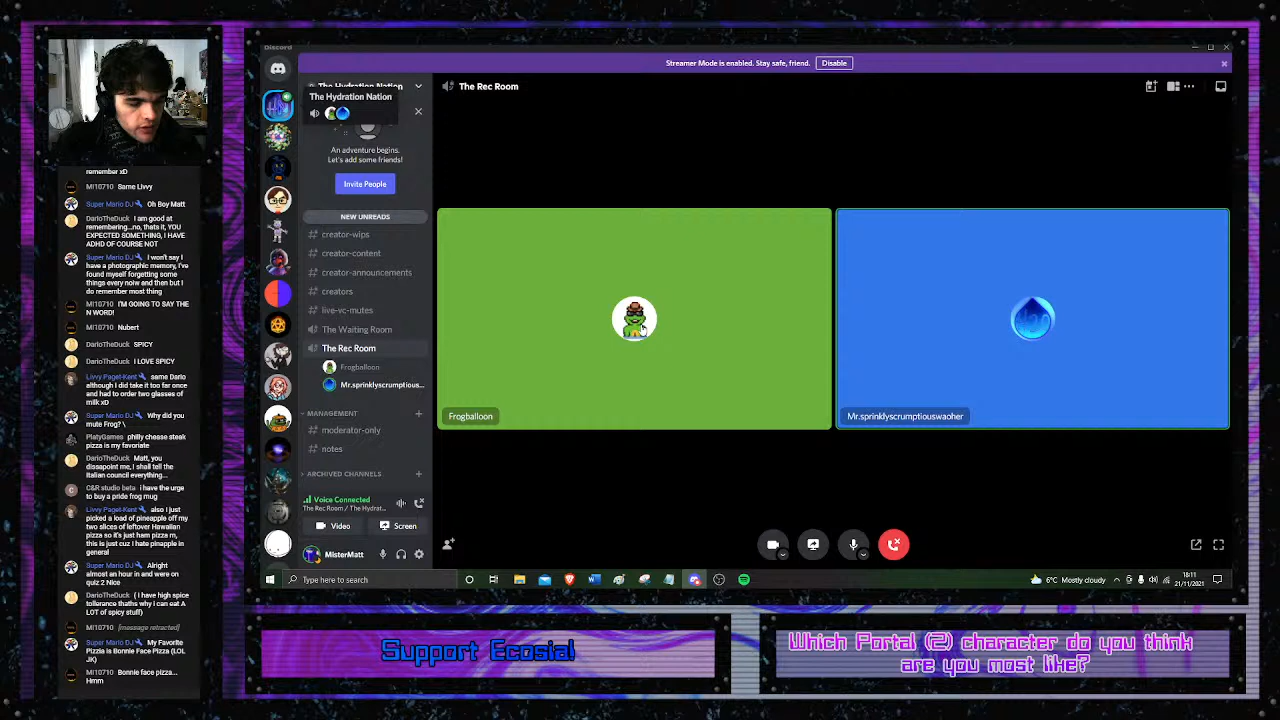 remember xD
MI10710 Same Livvy
Super Mario DJ Oh Boy Matt
DarioTheDuck I am good at
remembering...no, thats it, YOU
EXPECTED SOMETHING, I HAVE
ADHD OF COURSE NOT
Super Mario DJ I won't say I
have a photographic memory, I've
found myself forgetting some
things every now and then but I
do remember most thing
MI10710 I'M GOING TO SAY THE
N WORD!
MI10710 Nubert
DarioTheDuck SPICY
DarioTheDuck I LOVE SPICY
Livvy Paget-Kent same Dario
although I did take it too far once
and had to order two glasses of
milk xD
Super Mario DJ Why did you
mute Frog? \
PlatyGames philly cheese steak
pizza is my favoriate
DarioTheDuck Matt, you
dissapoint me, I shall tell the
Italian council everything...
C&R studio beta i have the urge
to buy a pride frog mug
Livvy Paget-Kent also I just
picked a load of pineapple off my
two slices of leftover Hawaiian
pizza so it's just ham pizza rn,
this is just cuz I hate pinapple in
general
Super Mario DJ Alright
almost an hour in and were on
quiz 2 Nice
DarioTheDuck ( I have high spice
tollerance thaths why i can eat A
LOT of spicy stuff)
MI10710 [message retracted]
Super Mario DJ My Favorite
Pizzia is Bonnie Face Pizza (LOL
JK)
MI10710 Bonnie face pizza...
Hmm
Discord
Streamer Mode is enabled. Stay safe, friend. Disable
The Hydration Nation
The Hydration Nation
An adventure begins.
Let's add some friends!
Invite People
NEW UNREADS
# creator-wips
# creator-content
# creator-announcements
# creators
# live-vc-mutes
The Waiting Room
The Rec Room
Frogballoon
Mr.sprinklyscrumptious...
MANAGEMENT
# moderator-only
# notes
ARCHIVED CHANNELS
Voice Connected
The Rec Room / The Hydrat...
Video Screen
MisterMatt
The Rec Room
Frogballoon
Mr.sprinklyscrumptiouswaoher
Type here to search
6°C Mostly cloudy
18:11
21/11/2021
Support Ecosia!
Which Portal (2) character do you think
are you most like?